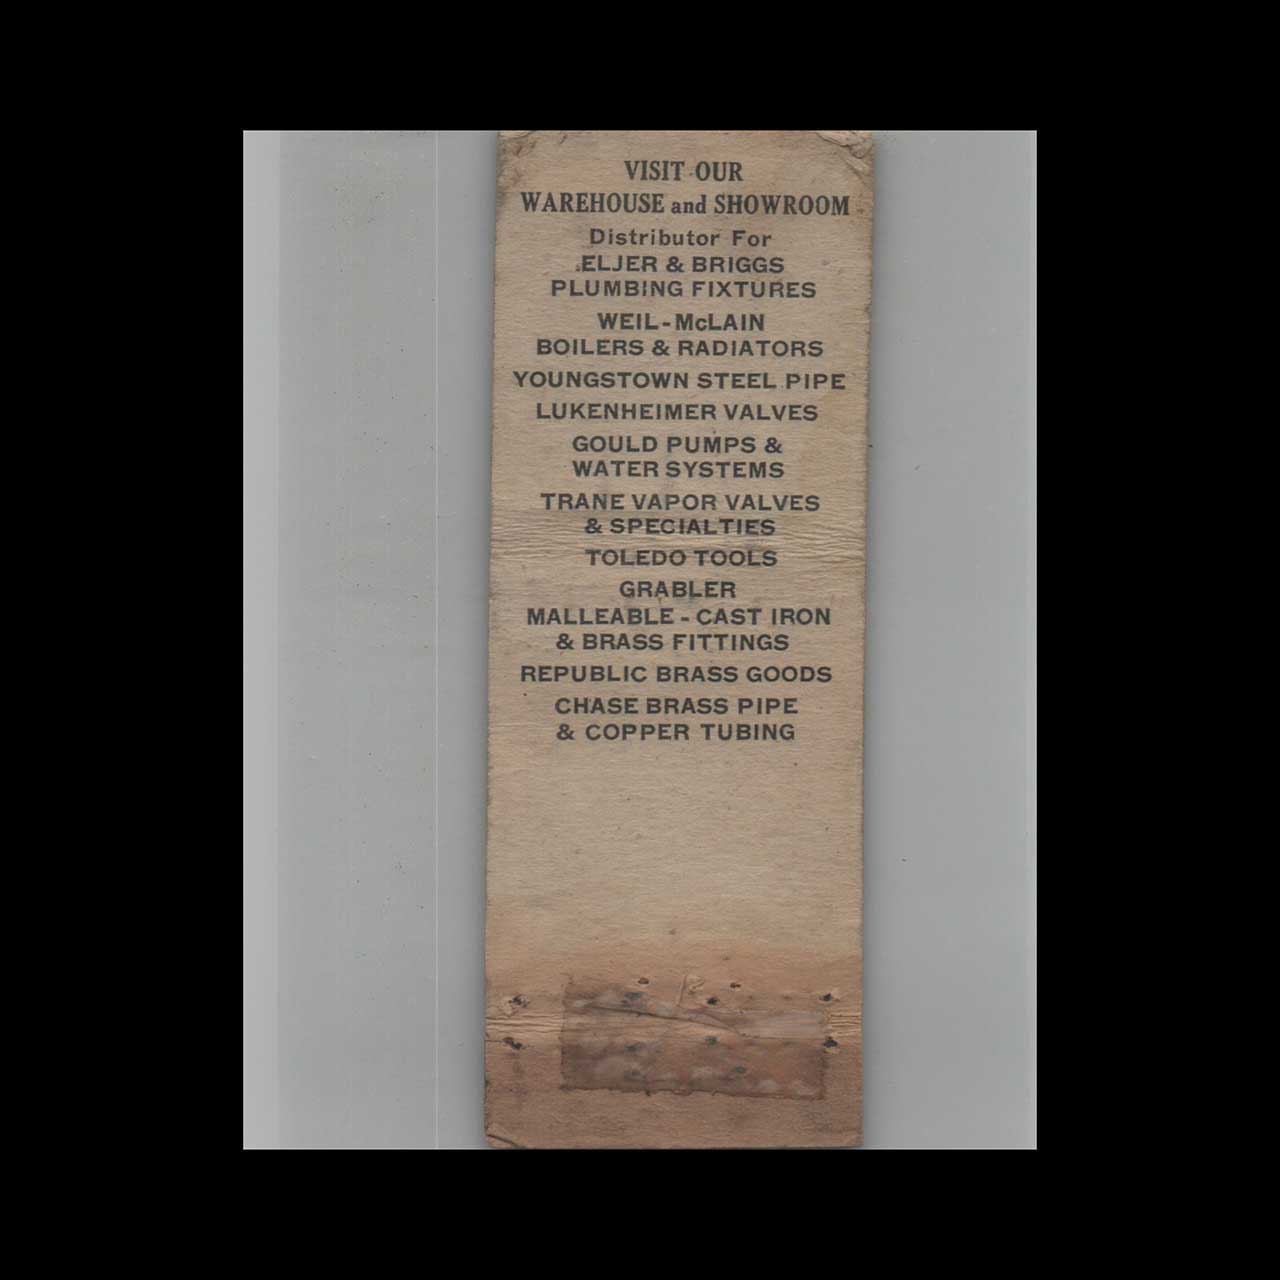 VISIT OUR
WAREHOUSE and SHOWROOM
Distributor For
ELJER & BRIGGS
PLUMBING FIXTURES
WEIL-McLAIN
BOILERS & RADIATORS
YOUNGSTOWN STEEL PIPE
LUKENHEIMER VALVES
GOULD PUMPS &
WATER SYSTEMS
TRANE VAPOR VALVES
& SPECIALTIES
TOLEDO TOOLS
GRABLER
MALLEABLE - CAST IRON
& BRASS FITTINGS
REPUBLIC BRASS GOODS
CHASE BRASS PIPE
& COPPER TUBING